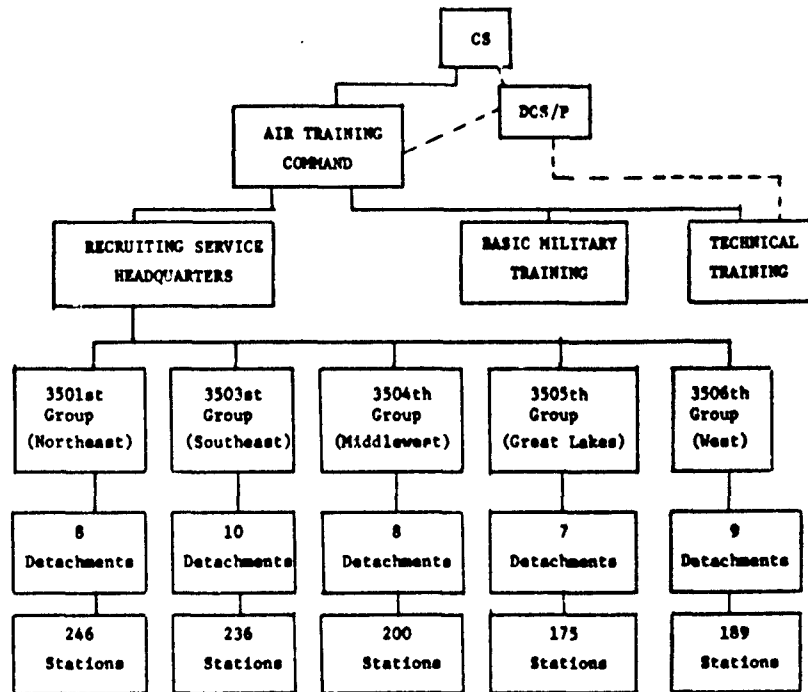 CS
DCS/P
AIR TRAINING
COMMAND
RECRUITING SERVICE
HEADQUARTERS
BASIC MILITARY
TRAINING
TECHNICAL
TRAINING
3501st
Group
(Northeast)
3503st
Group
(Southeast)
3504th
Group
(Middlewest)
3505th
Group
(Great Lakes)
3506th
Group
(West)
8
Detachments
10
Detachments
8
Detachments
7
Detachments
9
Detachments
246
Stations
236
Stations
200
Stations
175
Stations
189
Stations